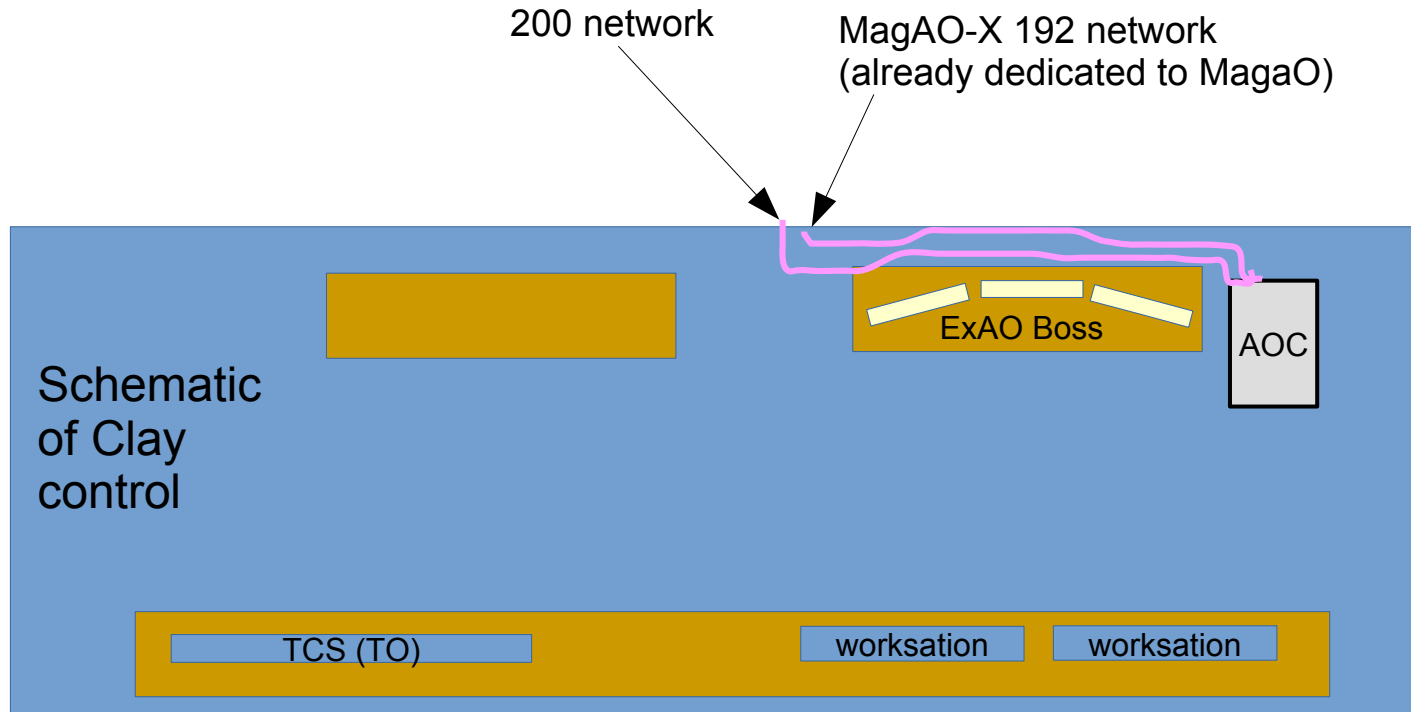 200 network
MagAO-X 192 network
(already dedicated to MagaO)
ExAO Boss
AOC
Schematic
of Clay
control
TCS (TO)
worksation
worksation